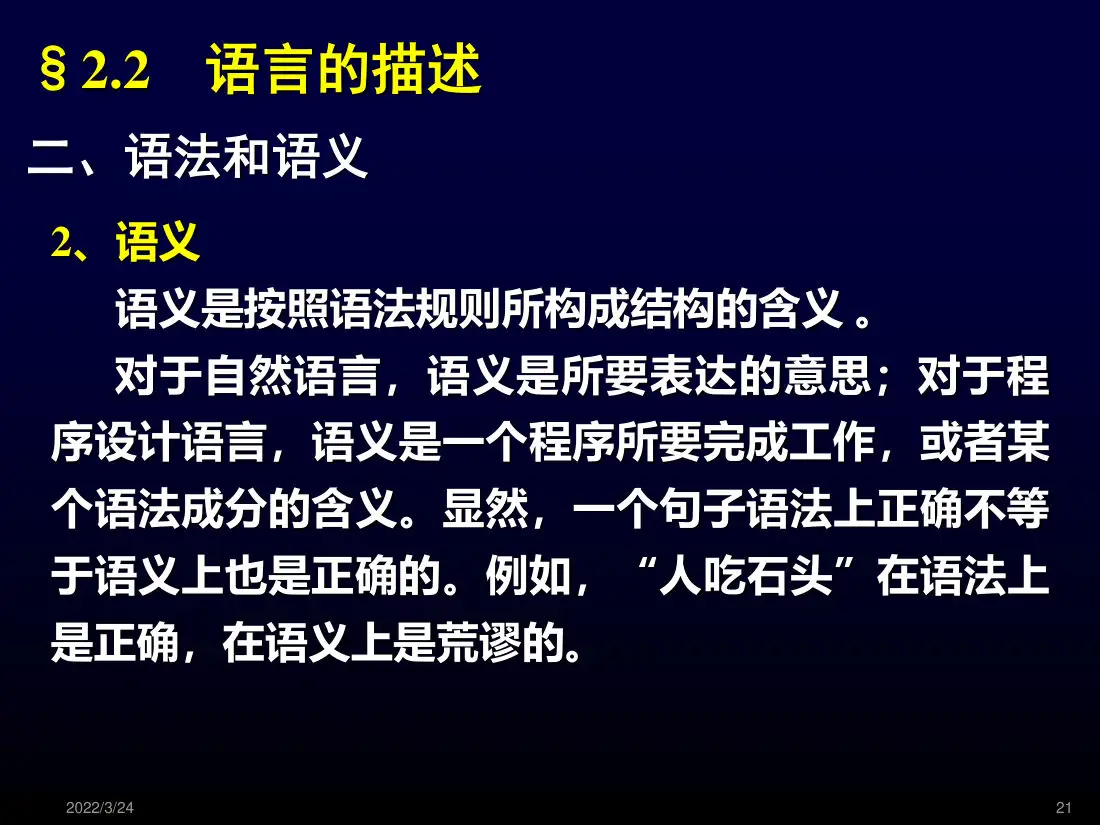 §2.2 语言的描述
二、语法和语义
2、语义
语义是按照语法规则所构成结构的含义 。
对于自然语言，语义是所要表达的意思；对于程
序设计语言，语义是一个程序所要完成工作，或者某
个语法成分的含义。显然，一个句子语法上正确不等
于语义上也是正确的。例如，“人吃石头”在语法上
是正确，在语义上是荒谬的。
2022/3/24
21